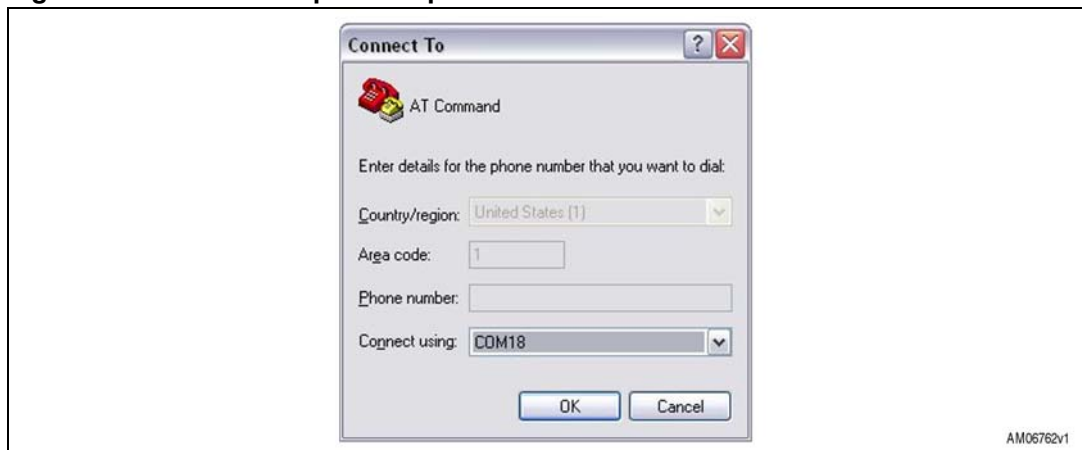 Connect To
AT Command
Enter details for the phone number that you want to dial:
Country/region: United States (1)
Area code: 1
Phone number:
Connect using: COM18
OK Cancel
AM06762v1